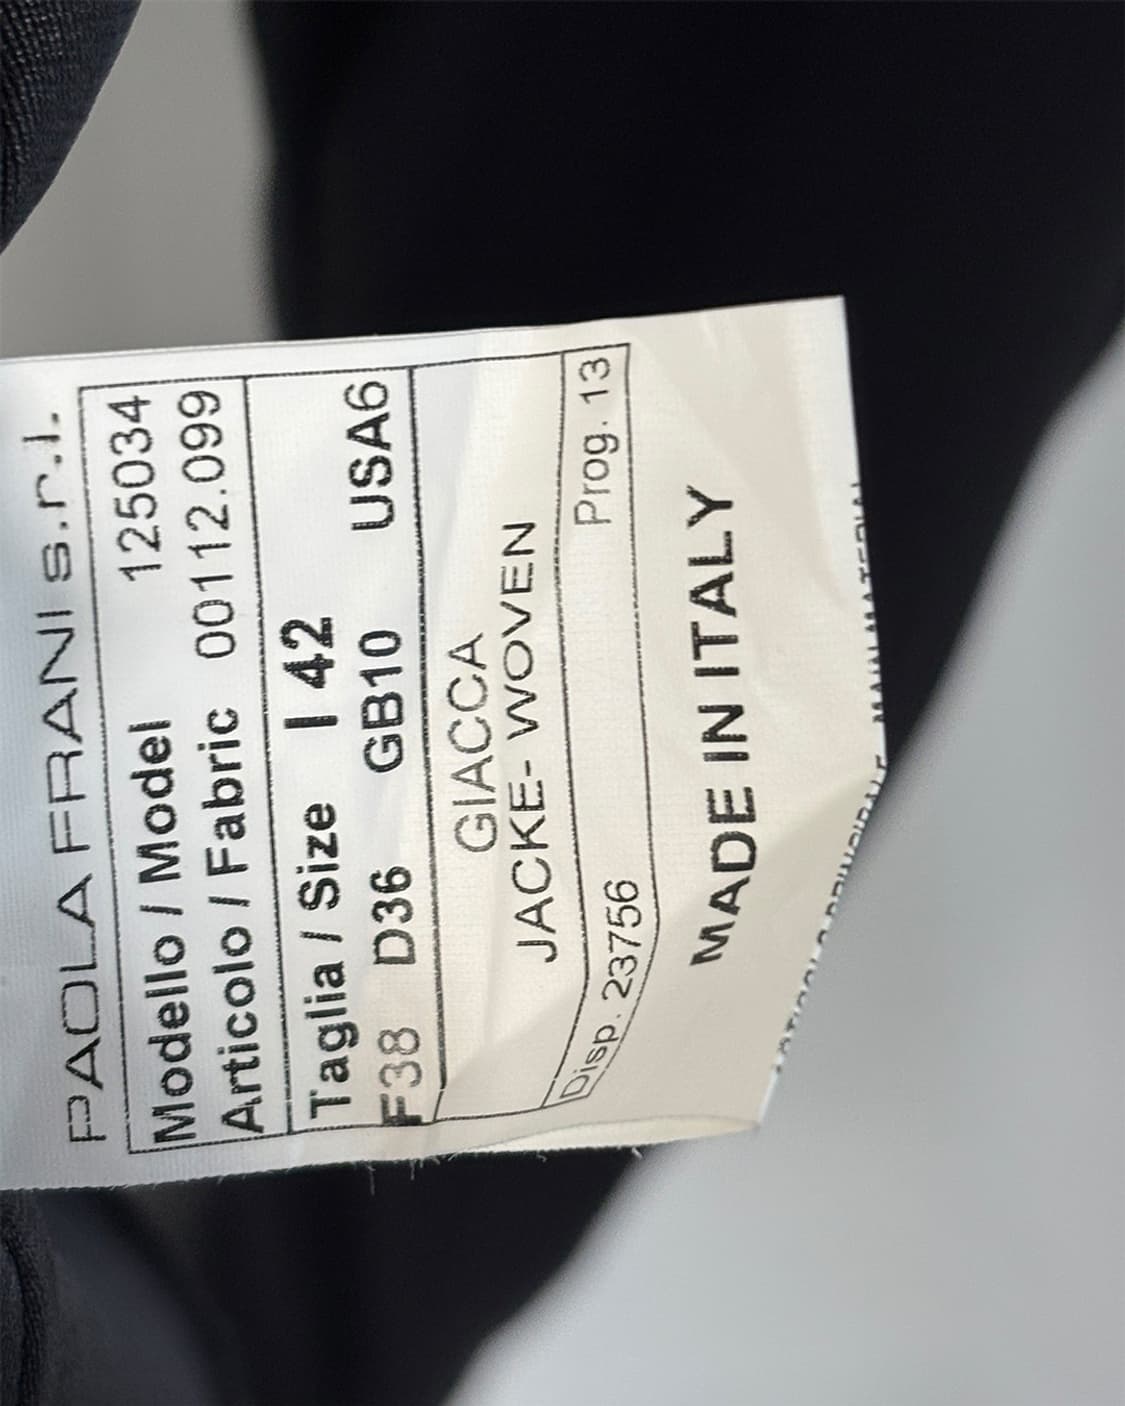 PAOLA FRANI s.r.l.
Modello / Model 125034
Articolo / Fabric 00112.099
Taglia / Size I 42
F38 D36 GB10 USA6
GIACCA
JACKE- WOVEN
Disp. 23756 Prog. 13
MADE IN ITALY